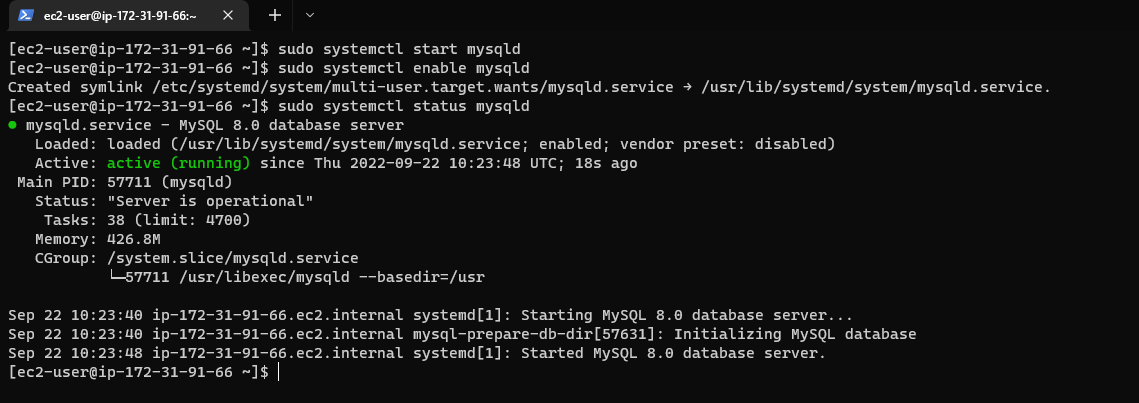 ec2-user@ip-172-31-91-66:~
[ec2-user@ip-172-31-91-66 ~]$ sudo systemctl start mysqld
[ec2-user@ip-172-31-91-66 ~]$ sudo systemctl enable mysqld
Created symlink /etc/systemd/system/multi-user.target.wants/mysqld.service → /usr/lib/systemd/system/mysqld.service.
[ec2-user@ip-172-31-91-66 ~]$ sudo systemctl status mysqld
● mysqld.service - MySQL 8.0 database server
   Loaded: loaded (/usr/lib/systemd/system/mysqld.service; enabled; vendor preset: disabled)
   Active: active (running) since Thu 2022-09-22 10:23:48 UTC; 18s ago
 Main PID: 57711 (mysqld)
   Status: "Server is operational"
    Tasks: 38 (limit: 4700)
   Memory: 426.8M
   CGroup: /system.slice/mysqld.service
           └─57711 /usr/libexec/mysqld --basedir=/usr

Sep 22 10:23:40 ip-172-31-91-66.ec2.internal systemd[1]: Starting MySQL 8.0 database server...
Sep 22 10:23:40 ip-172-31-91-66.ec2.internal mysql-prepare-db-dir[57631]: Initializing MySQL database
Sep 22 10:23:48 ip-172-31-91-66.ec2.internal systemd[1]: Started MySQL 8.0 database server.
[ec2-user@ip-172-31-91-66 ~]$